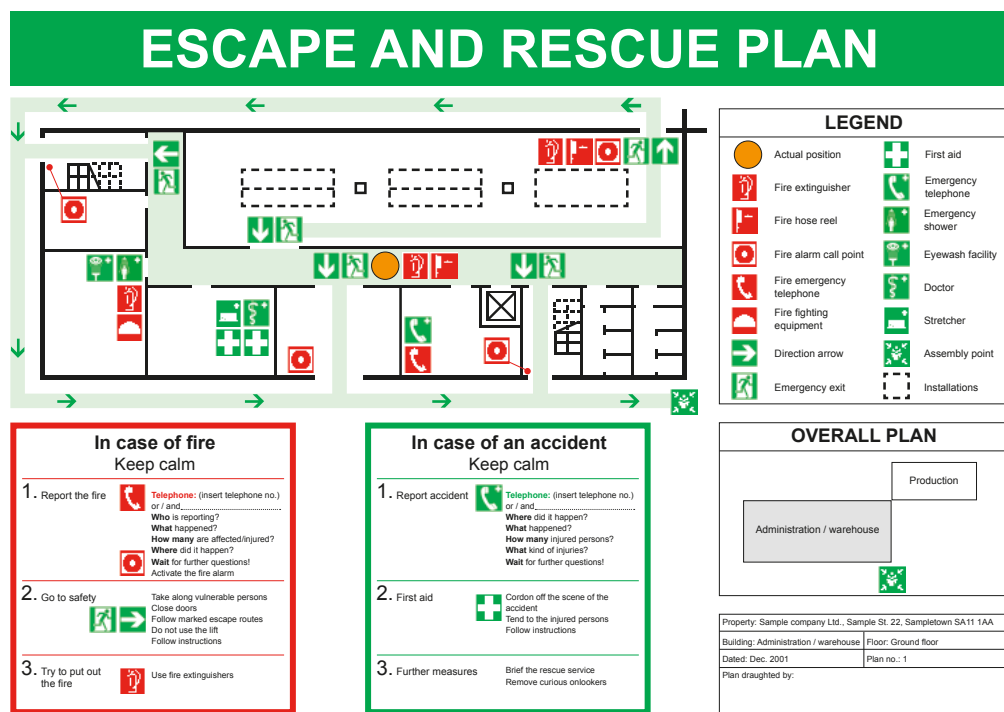 ESCAPE AND RESCUE PLAN
LEGEND
Actual position
First aid
Fire extinguisher
Emergency
telephone
Fire hose reel
Emergency
shower
Fire alarm call point
Eyewash facility
Fire emergency
telephone
Doctor
Fire fighting
equipment
Stretcher
Direction arrow
Assembly point
Emergency exit
Installations
In case of fire
Keep calm
1. Report the fire
Telephone: (insert telephone no.)
or / and
Who is reporting?
What happened?
How many are affected/injured?
Where did it happen?
Wait for further questions!
Activate the fire alarm
2. Go to safety
Take along vulnerable persons
Close doors
Follow marked escape routes
Do not use the lift
Follow instructions
3. Try to put out
the fire
Use fire extinguishers
In case of an accident
Keep calm
1. Report accident
Telephone: (insert telephone no.)
or / and
Where did it happen?
What happened?
How many injured persons?
What kind of injuries?
Wait for further questions!
2. First aid
Cordon off the scene of the
accident
Tend to the injured persons
Follow instructions
3. Further measures
Brief the rescue service
Remove curious onlookers
OVERALL PLAN
Production
Administration / warehouse
Property: Sample company Ltd., Sample St. 22, Sampletown SA11 1AA
Building: Administration / warehouse
Floor: Ground floor
Dated: Dec. 2001
Plan no.: 1
Plan draughted by: